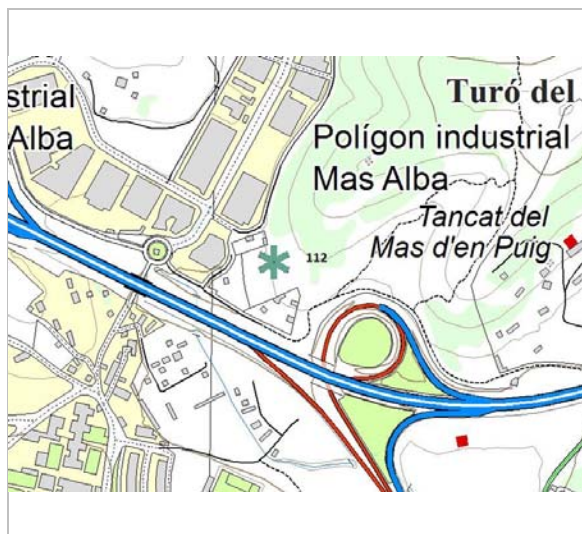 strial
Alba
Turó del
Polígon industrial
Mas Alba
Tancat del
Mas d'en Puig
112